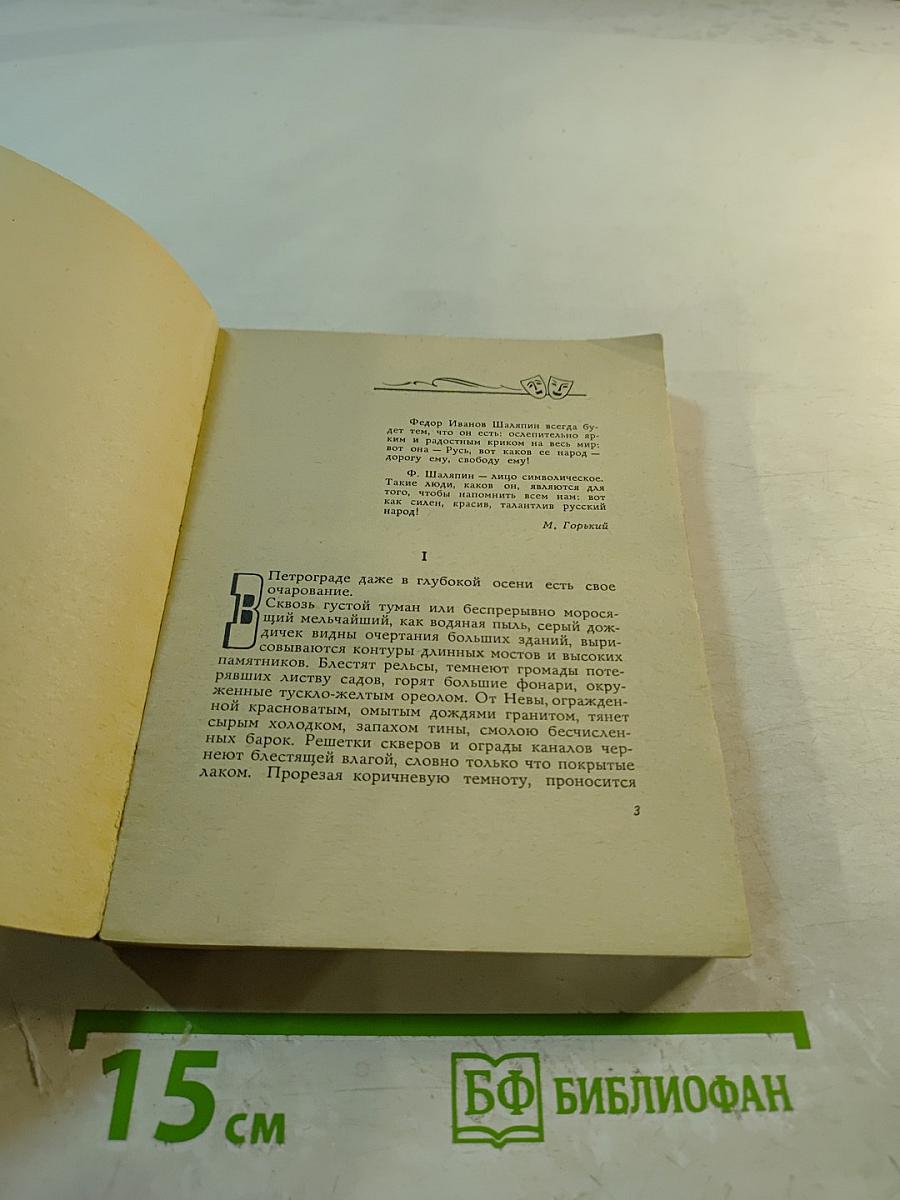 Федор Иванов Шаляпин всегда бу-
дет тем, что он есть: ослепительно яр-
ким и радостным криком на весь мир:
вот она — Русь, вот каков ее народ —
дорогу ему, свободу ему!
Ф. Шаляпин — лицо символическое.
Такие люди, каков он, являются для
того, чтобы напомнить всем нам: вот
как силен, красив, талантлив русский
народ!
М. Горький
I
В Петрограде даже в глубокой осени есть свое
очарование.
Сквозь густой туман или беспрерывно морося-
щий мельчайший, как водяная пыль, серый дож-
дичек видны очертания больших зданий, выри-
совываются контуры длинных мостов и высоких
памятников. Блестят рельсы, темнеют громады поте-
рявших листву садов, горят большие фонари, окру-
женные тускло-желтым ореолом. От Невы, огражден-
ной красноватым, омытым дождями гранитом, тянет
сырым холодком, запахом тины, смолою бесчислен-
ных барок. Решетки скверов и ограды каналов чер-
неют блестящей влагой, словно только что покрытые
лаком. Прорезая коричневую темноту, проносится
3
15 см
БФ БИБЛИОФАН